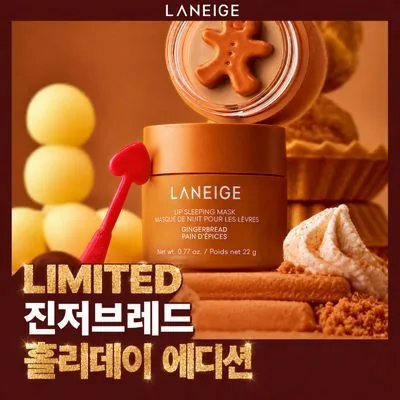 LANEIGE
LANEIGE
LIP SLEEPING MASK
MASQUE DE NUIT POUR LES LÈVRES
GINGERBREAD
PAIN D'ÉPICES
Net wt. 0.77 oz. / Poids net 22 g
LIMITED
진저브레드
홀리데이 에디션